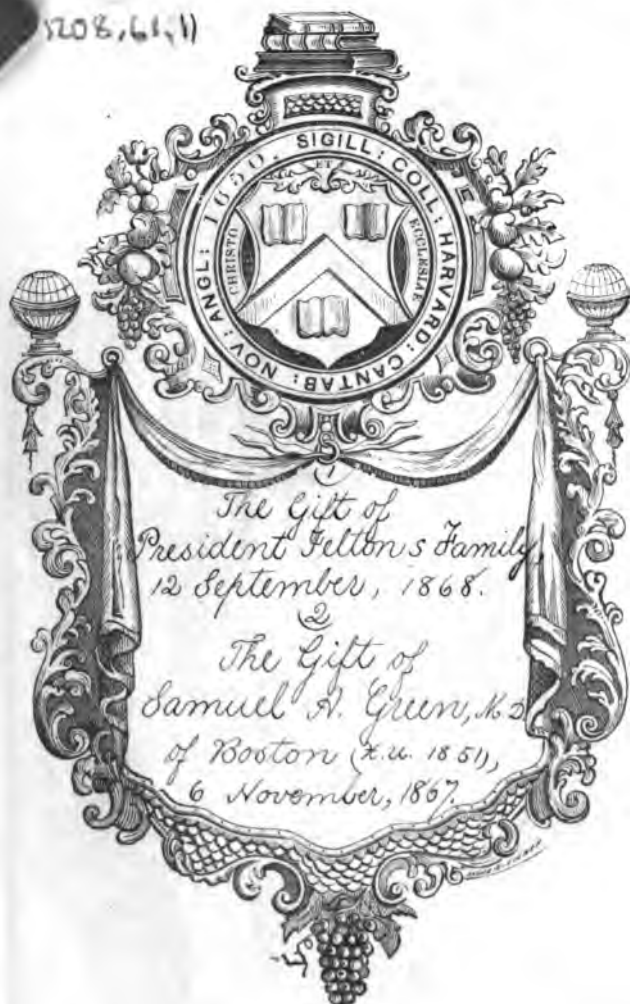 1208,61,1)
SIGILL: COLL: HARVARD: CANTAB: NOV: ANGL: 1650.
CHRISTO ET ECCLESIAE
1
The Gift of
President Felton's Family,
12 September, 1868.
2
The Gift of
Samuel A. Green, M.D
of Boston (H.U. 1851),
6 November, 1867.